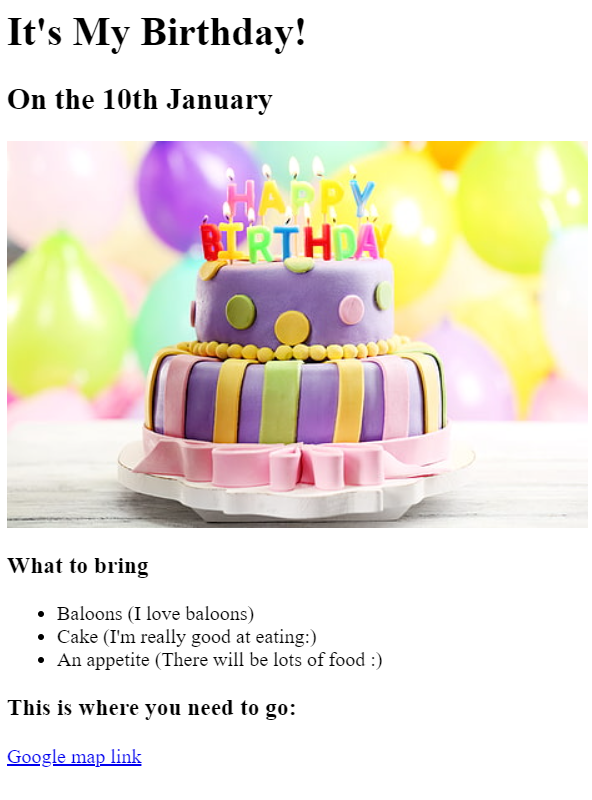 It's My Birthday!
On the 10th January
HAPPY
BIRTHDAY
What to bring
Baloons (I love baloons)
Cake (I'm really good at eating:)
An appetite (There will be lots of food :)
This is where you need to go:
Google map link